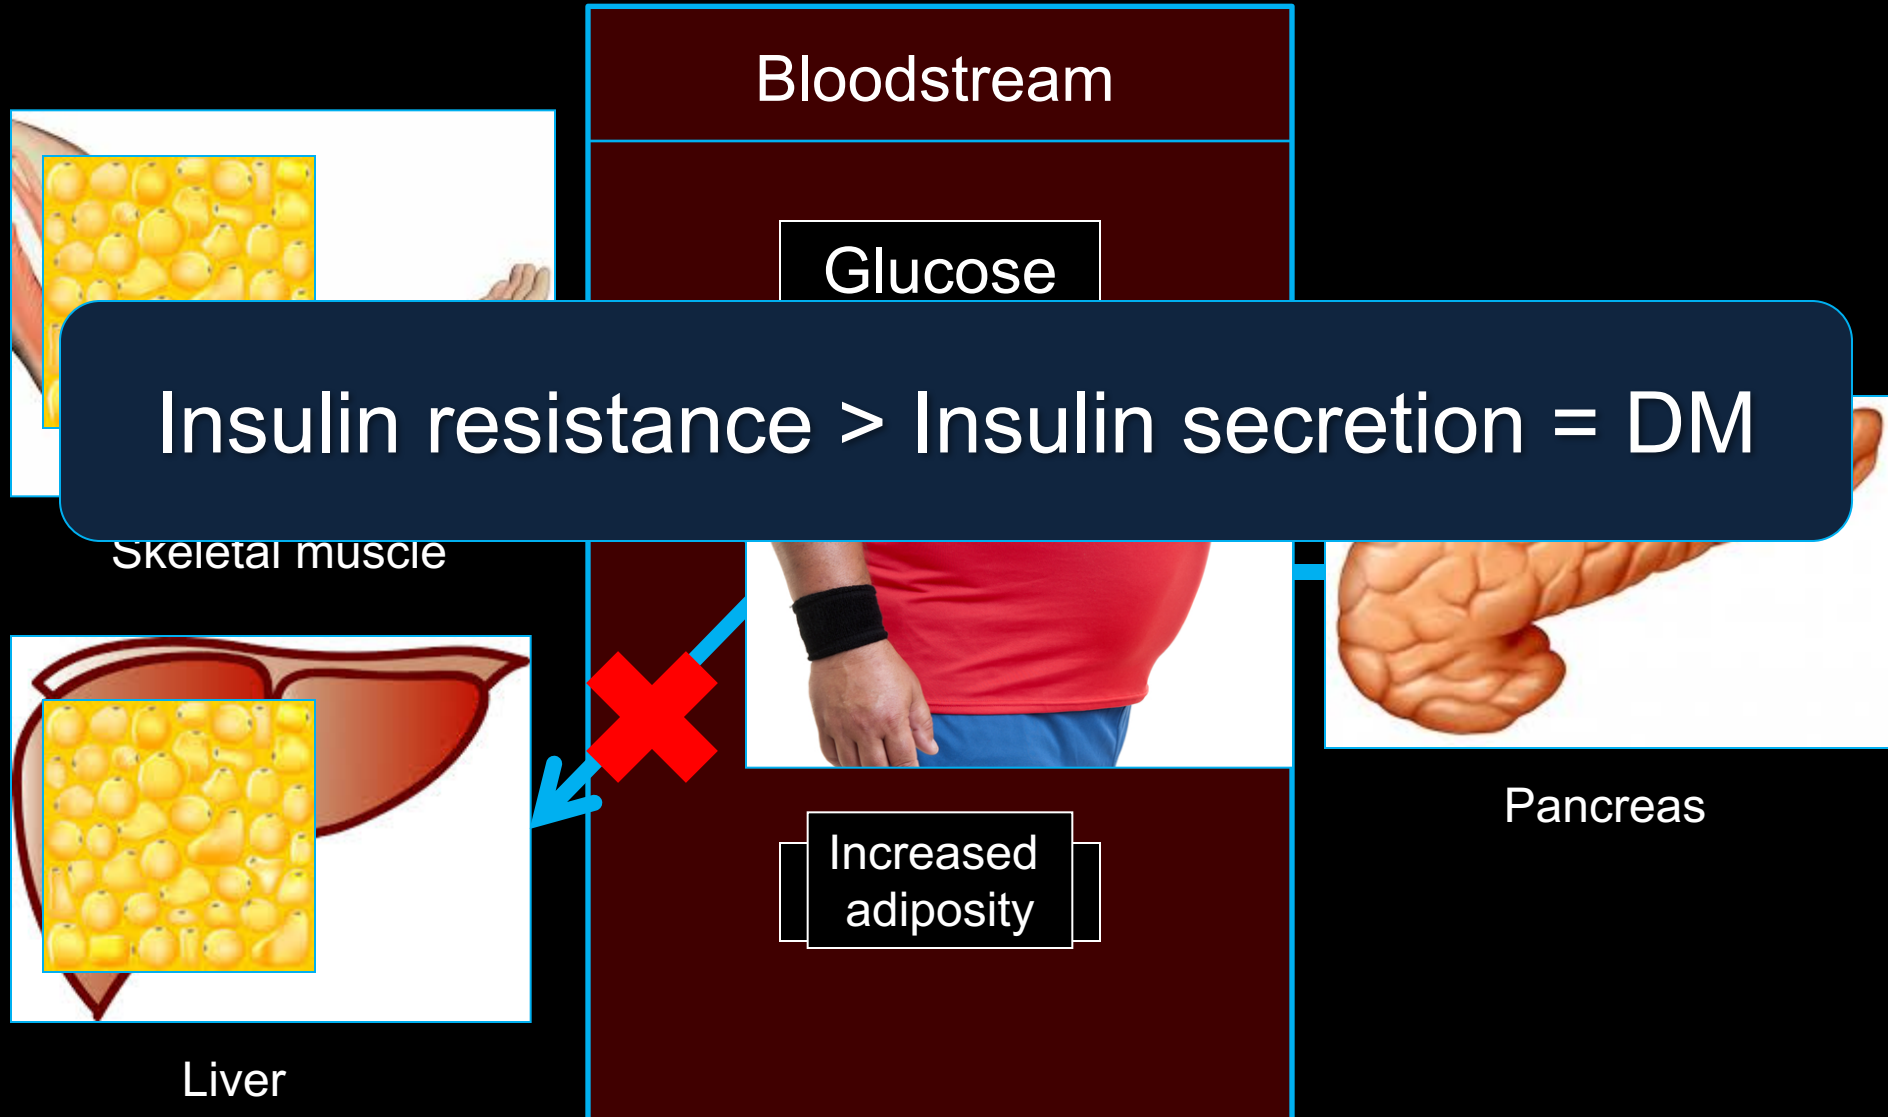 Bloodstream
Glucose
Insulin resistance > Insulin secretion = DM
Skeletal muscle
Pancreas
Increased
adiposity
Liver